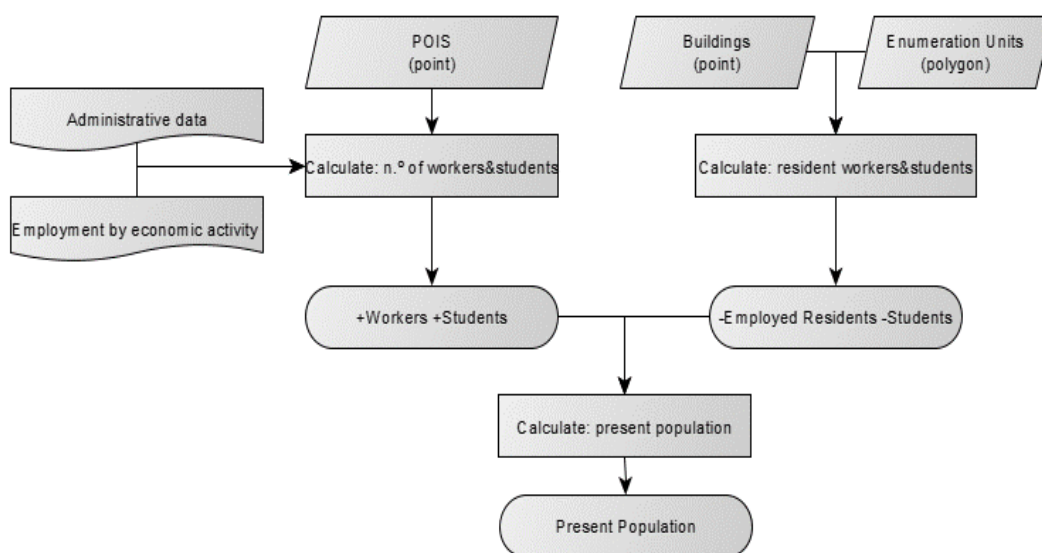 POIS
(point)
Buildings
(point)
Enumeration Units
(polygon)
Administrative data
Calculate: n.º of workers&students
Calculate: resident workers&students
Employment by economic activity
+Workers +Students
-Employed Residents -Students
Calculate: present population
Present Population